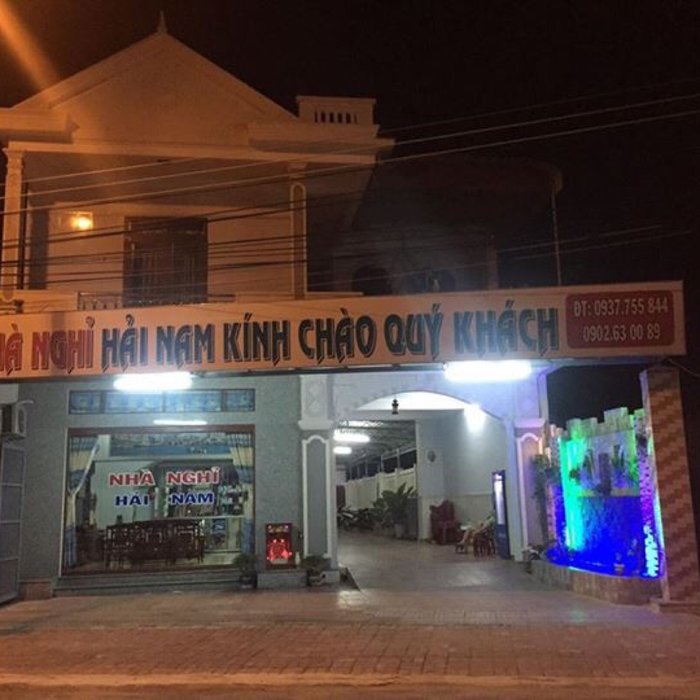 NHÀ NGHỈ HẢI NAM KÍNH CHÀO QUÝ KHÁCH
ĐT: 0937.755 844
0902.63 00 89
NHÀ NGHỈ
HẢI NAM